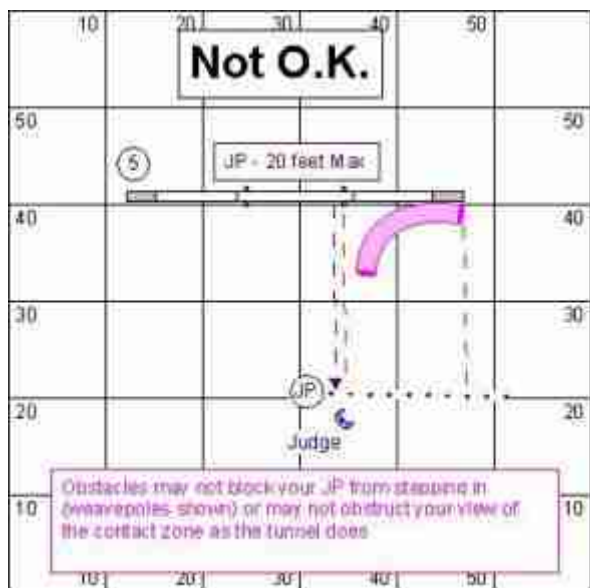 10 20 30 40 50
Not O.K.
50 50
5 JP - 20 feet Max
40 40
30 30
JP
20 20
Judge
10 10
Obstacles may not block your JP from stepping in
(weavepoles shown) or may not obstruct your view of
the contact zone as the tunnel does
10 20 30 40 50